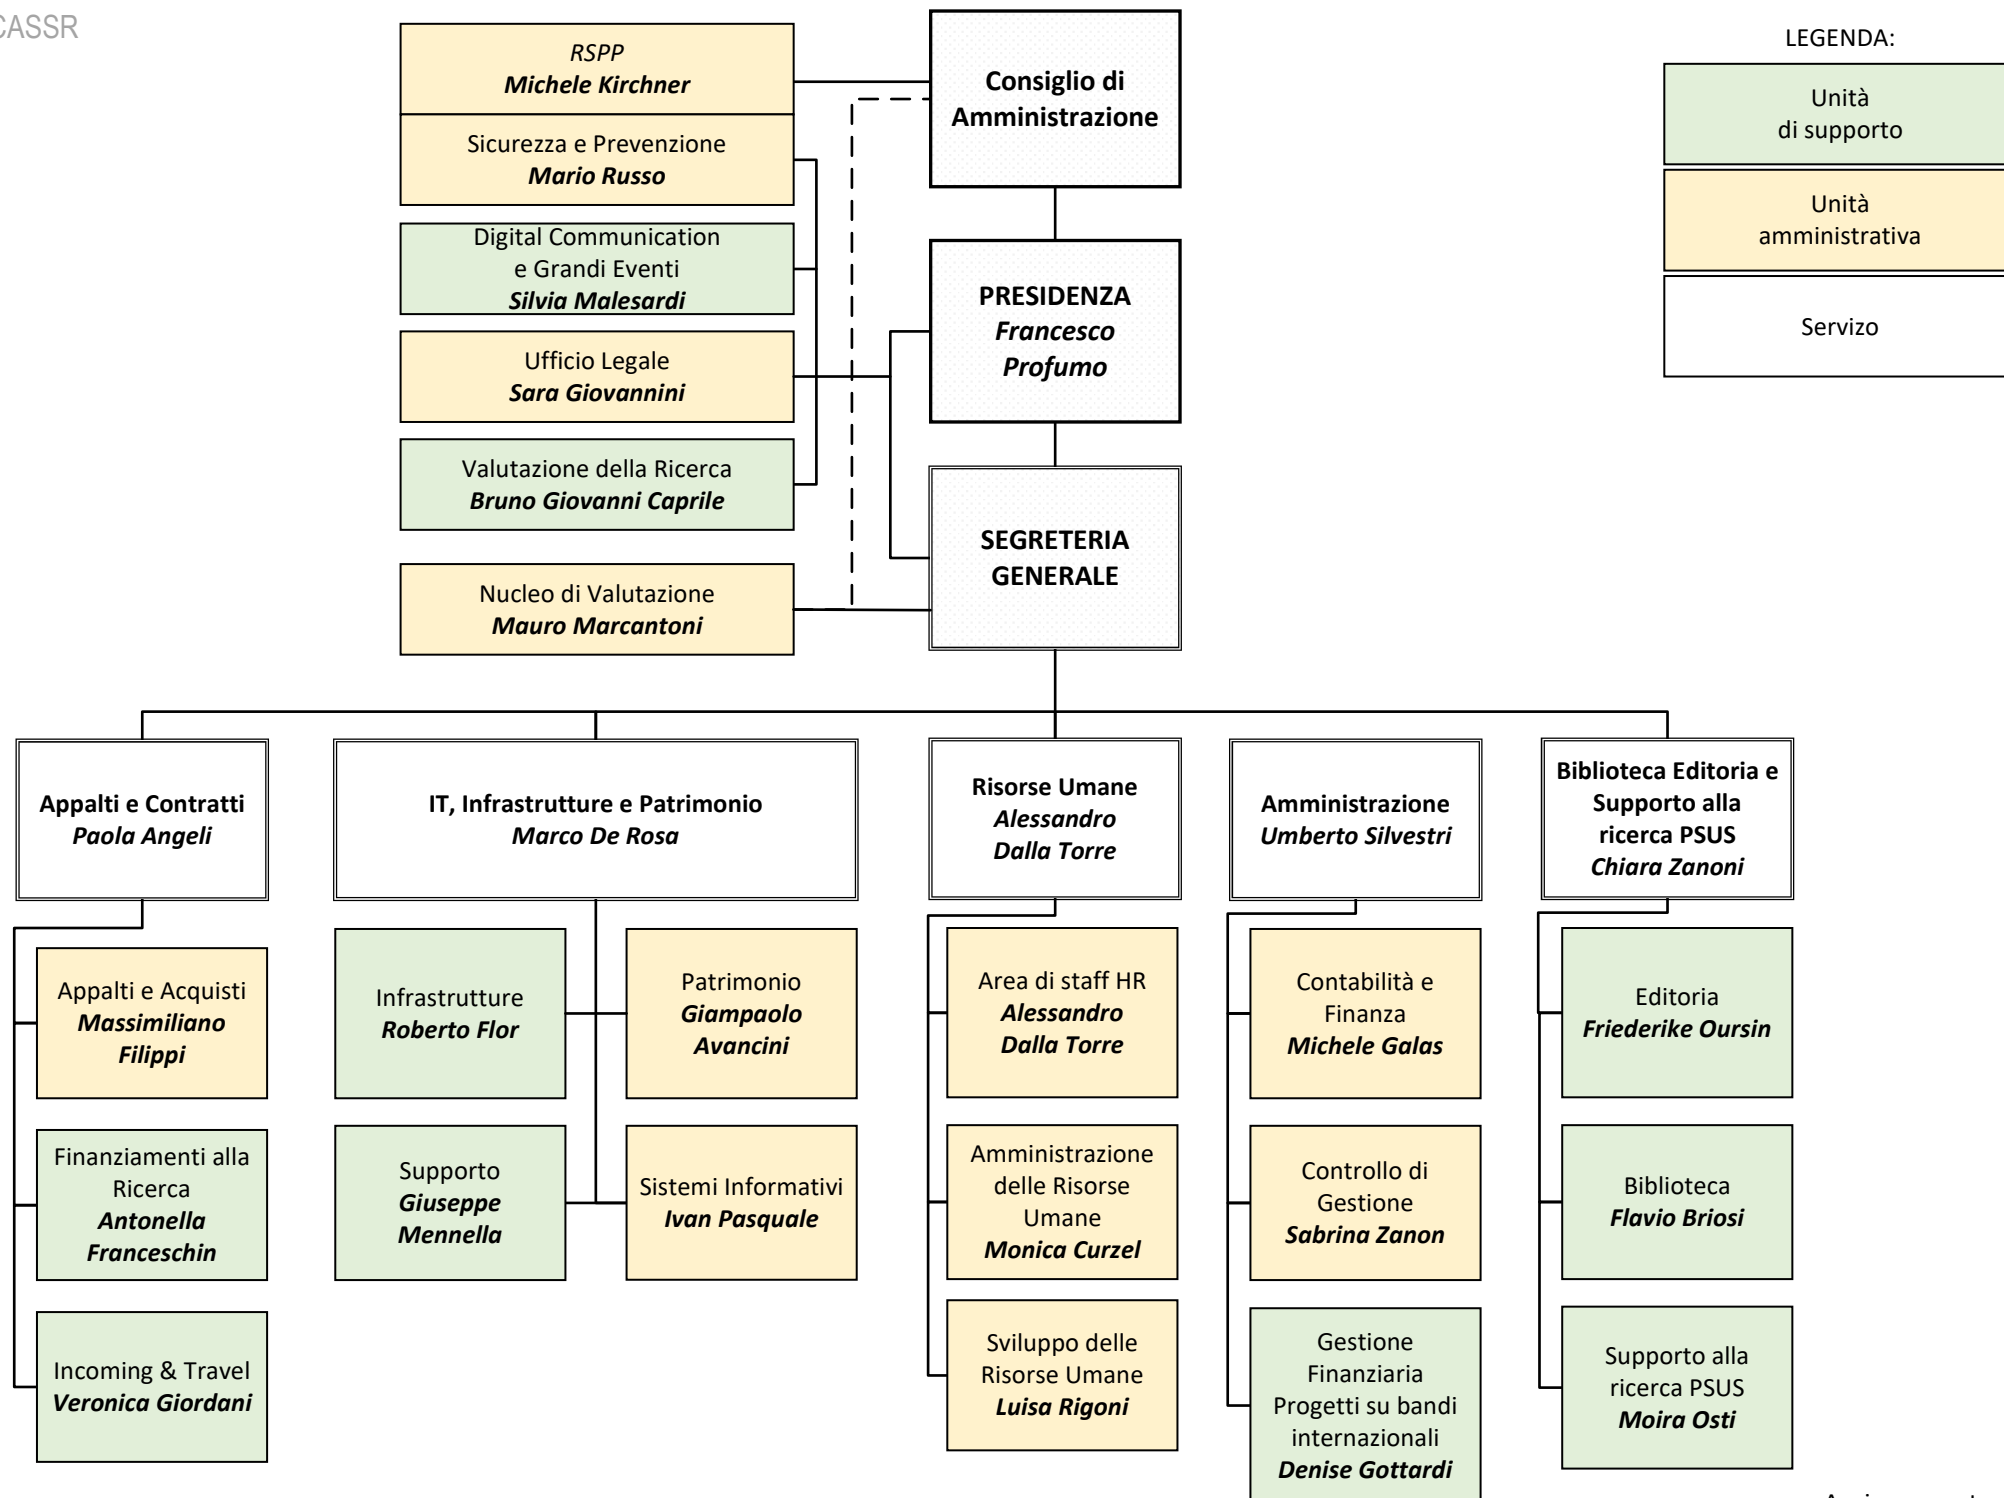 CASSR
RSPP
Michele Kirchner
Sicurezza e Prevenzione
Mario Russo
Digital Communication
e Grandi Eventi
Silvia Malesardi
Ufficio Legale
Sara Giovannini
Valutazione della Ricerca
Bruno Giovanni Caprile
Nucleo di Valutazione
Mauro Marcantoni
Consiglio di
Amministrazione
PRESIDENZA
Francesco
Profumo
SEGRETERIA
GENERALE
LEGENDA:
Unità
di supporto
Unità
amministrativa
Servizo
Appalti e Contratti
Paola Angeli
IT, Infrastrutture e Patrimonio
Marco De Rosa
Risorse Umane
Alessandro
Dalla Torre
Amministrazione
Umberto Silvestri
Biblioteca Editoria e
Supporto alla
ricerca PSUS
Chiara Zanoni
Appalti e Acquisti
Massimiliano
Filippi
Finanziamenti alla
Ricerca
Antonella
Franceschin
Incoming & Travel
Veronica Giordani
Infrastrutture
Roberto Flor
Patrimonio
Giampaolo
Avancini
Supporto
Giuseppe
Mennella
Sistemi Informativi
Ivan Pasquale
Area di staff HR
Alessandro
Dalla Torre
Amministrazione
delle Risorse
Umane
Monica Curzel
Sviluppo delle
Risorse Umane
Luisa Rigoni
Contabilità e
Finanza
Michele Galas
Controllo di
Gestione
Sabrina Zanon
Gestione
Finanziaria
Progetti su bandi
internazionali
Denise Gottardi
Editoria
Friederike Oursin
Biblioteca
Flavio Briosi
Supporto alla
ricerca PSUS
Moira Osti